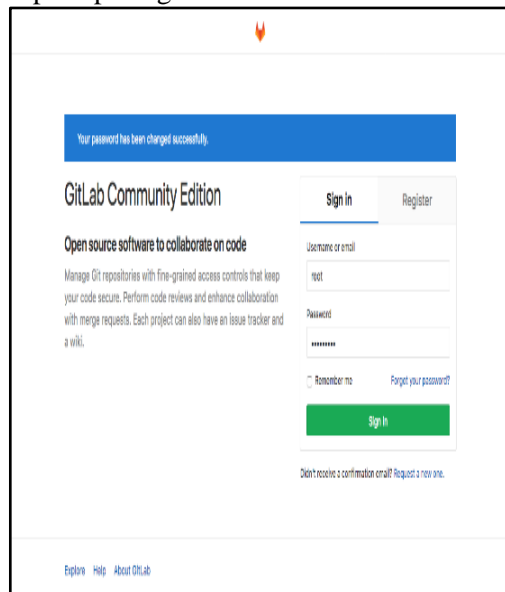 Your password has been changed successfully.
GitLab Community Edition
Open source software to collaborate on code
Manage Git repositories with fine-grained access controls that keep
your code secure. Perform code reviews and enhance collaboration
with merge requests. Each project can also have an issue tracker and
a wiki.
Sign in
Register
Username or email
root
Password
•••••••••
Remember me
Forgot your password?
Sign in
Didn't receive a confirmation email? Request a new one.
Explore Help About GitLab